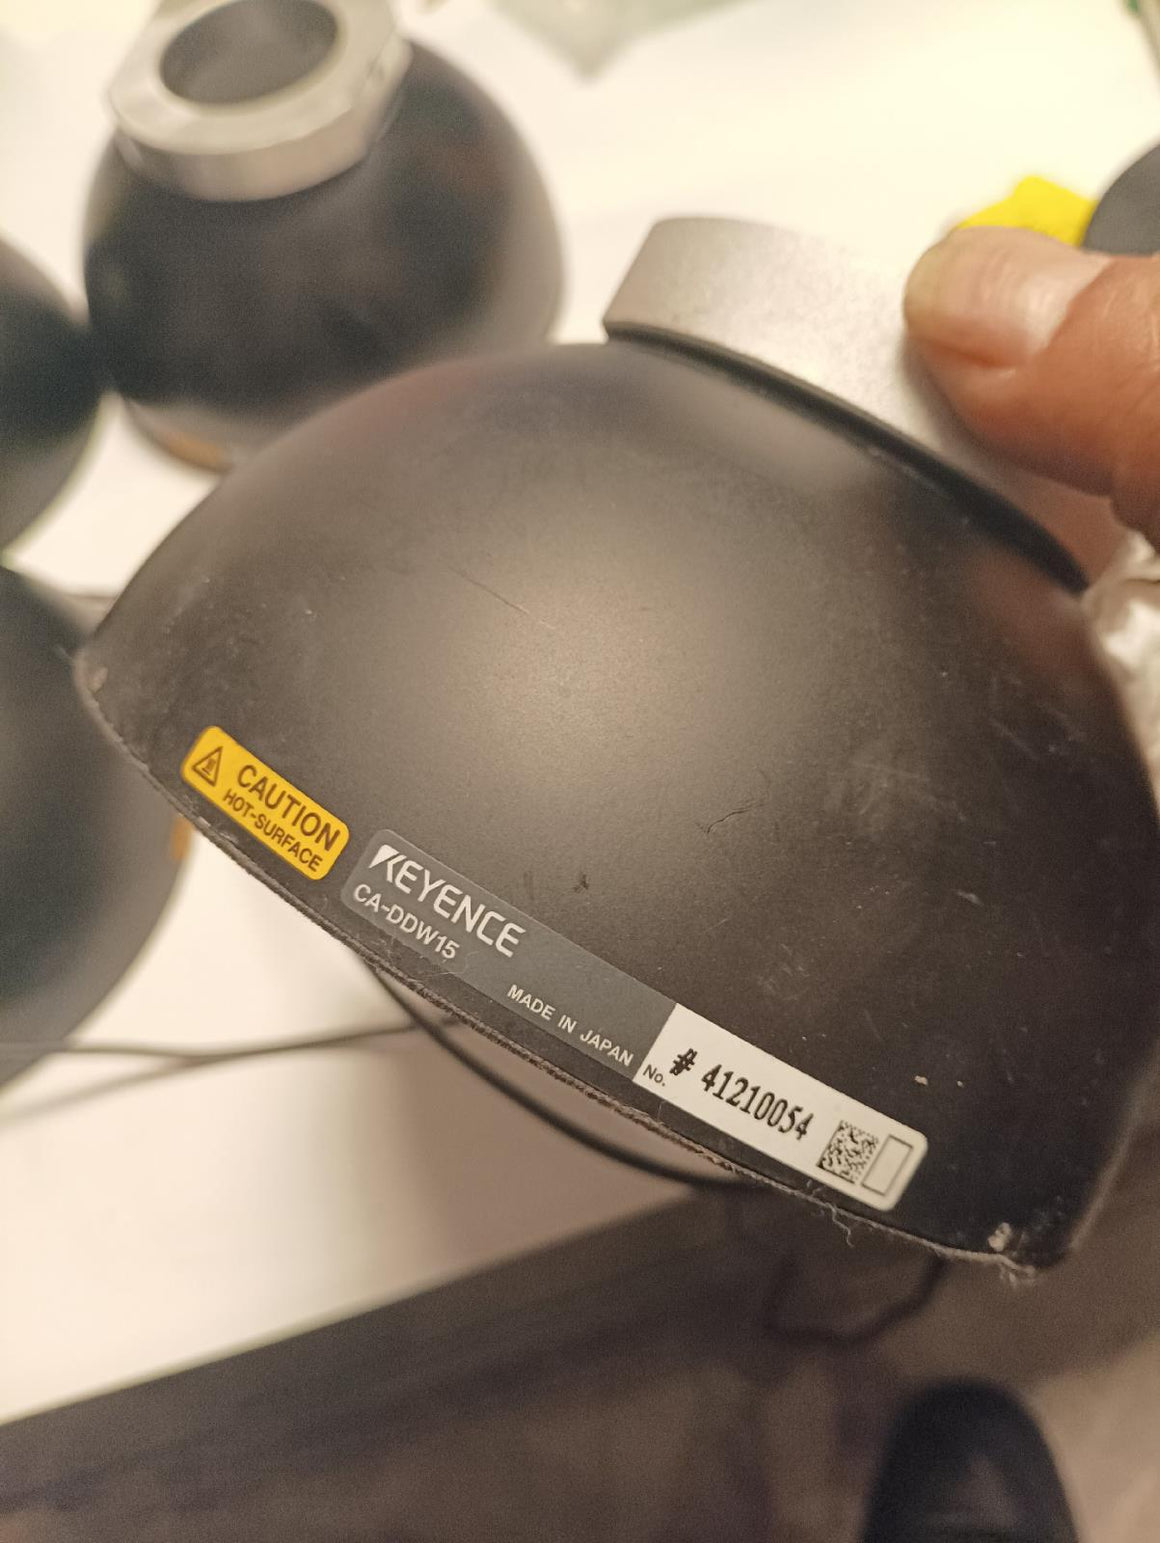 CAUTION
HOT-SURFACE
KEYENCE
CA-DDW15
MADE IN JAPAN
No. # 41210054